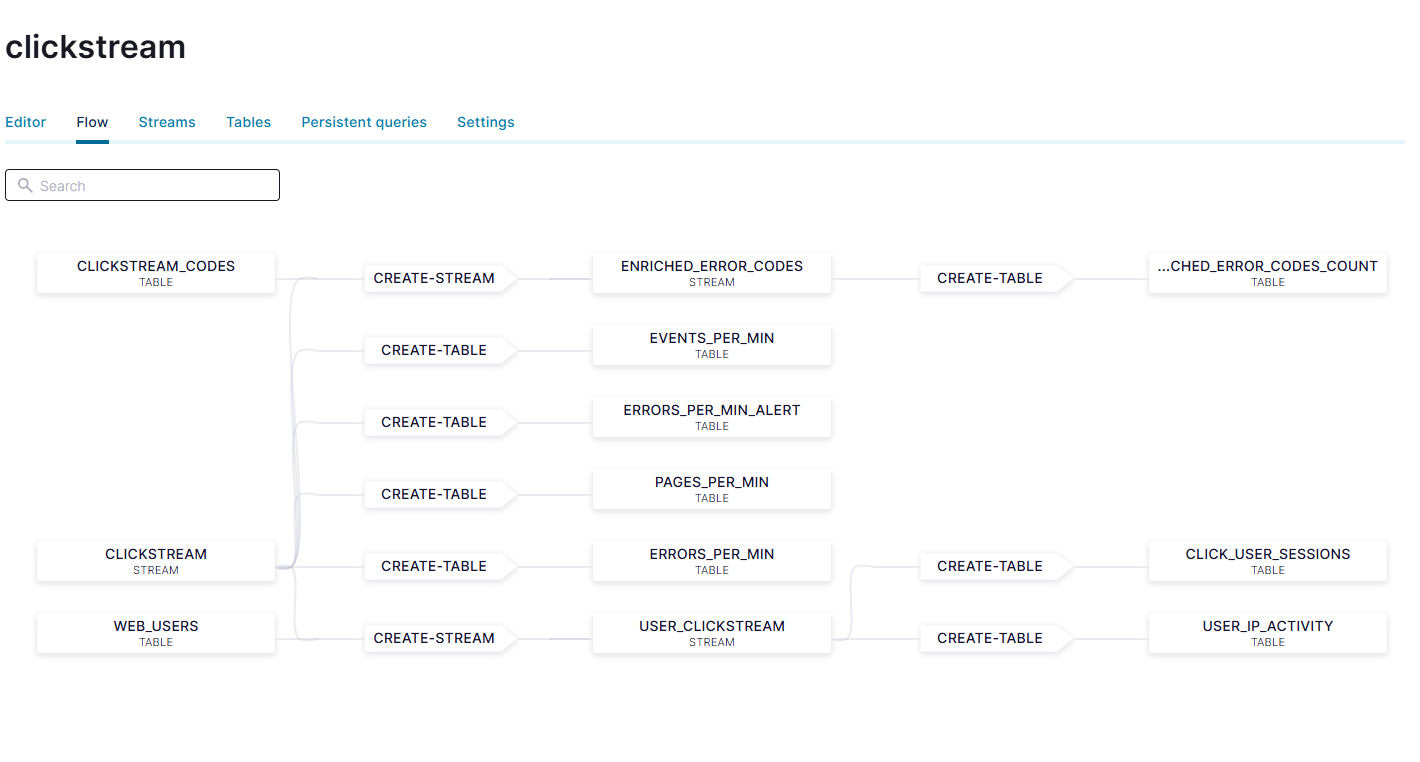 clickstream
Editor Flow Streams Tables Persistent queries Settings
Search
CLICKSTREAM_CODES
TABLE
CREATE-STREAM
ENRICHED_ERROR_CODES
STREAM
CREATE-TABLE
...CHED_ERROR_CODES_COUNT
TABLE
CREATE-TABLE
EVENTS_PER_MIN
TABLE
CREATE-TABLE
ERRORS_PER_MIN_ALERT
TABLE
CREATE-TABLE
PAGES_PER_MIN
TABLE
CLICKSTREAM
STREAM
CREATE-TABLE
ERRORS_PER_MIN
TABLE
CREATE-TABLE
CLICK_USER_SESSIONS
TABLE
WEB_USERS
TABLE
CREATE-STREAM
USER_CLICKSTREAM
STREAM
CREATE-TABLE
USER_IP_ACTIVITY
TABLE